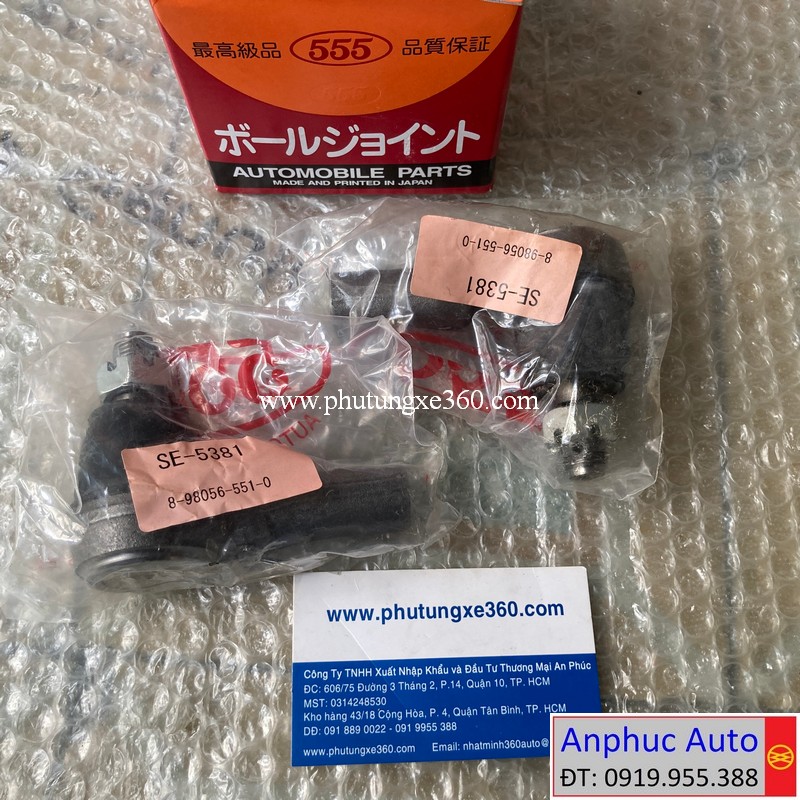 最高級品 555 品質保証
555
ボールジョイント
AUTOMOBILE PARTS
MADE AND PRINTED IN JAPAN
8-98056-551-0
SE-5381
www.phutungxe360.com
SE-5381
8-98056-551-0
www.phutungxe360.com
Công Ty TNHH Xuất Nhập Khẩu và Đầu Tư Thương Mại An Phúc
ĐC: 606/75 Đường 3 Tháng 2, P.14, Quận 10, TP. HCM
MST: 0314248530
Kho hàng 43/18 Cộng Hòa, P. 4, Quận Tân Bình, TP. HCM
DĐ: 091 889 0022 - 091 9955 388
www.phutungxe360.com Email: nhatminh360auto@
Anphuc Auto
ĐT: 0919.955.388